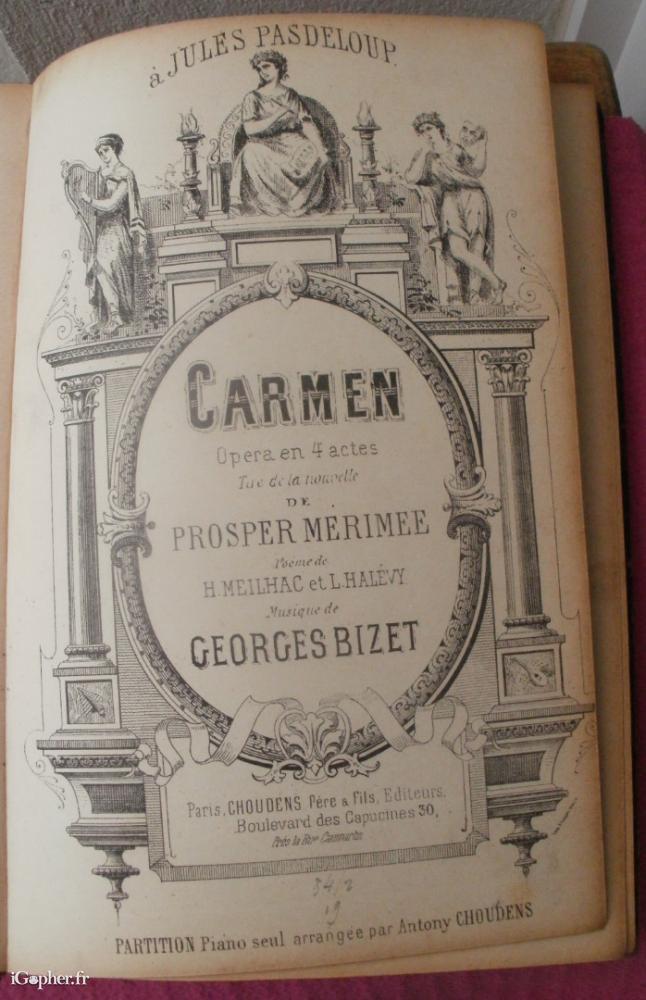 à JULES PASDELOUP.
CARMEN
Opera en 4 actes
Tiré de la nouvelle
DE
PROSPER MERIMEE
Poëme de
H. MEILHAC et L. HALÉVY
Musique de
GEORGES BIZET
Paris, CHOUDENS Père & Fils, Editeurs.
Boulevard des Capucines 30,
Près la Rue Caumartin
PARTITION Piano seul arrangée par Antony CHOUDENS
iGopher.fr